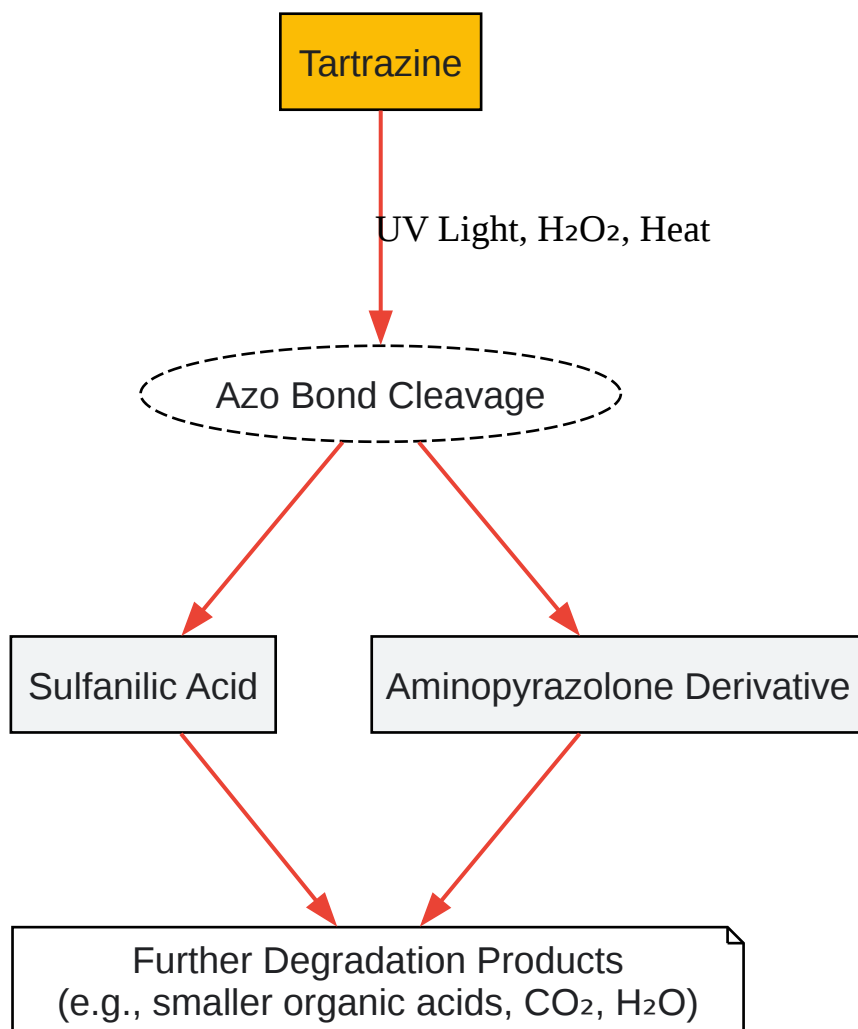 Tartrazine
UV Light, H₂O₂, Heat
Azo Bond Cleavage
Sulfanilic Acid
Aminopyrazolone Derivative
Further Degradation Products
(e.g., smaller organic acids, CO₂, H₂O)